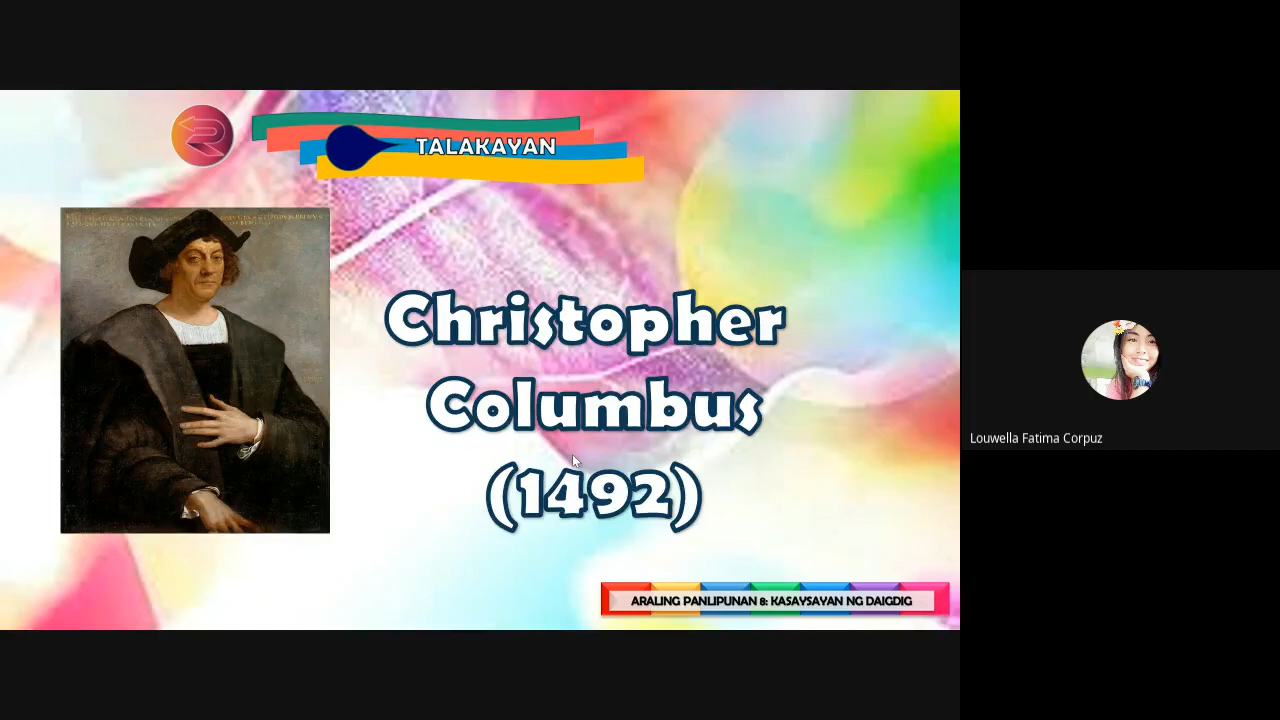 TALAKAYAN
Christopher
Columbus
(1492)
ARALING PANLIPUNAN 8: KASAYSAYAN NG DAIGDIG
Louwella Fatima Corpuz